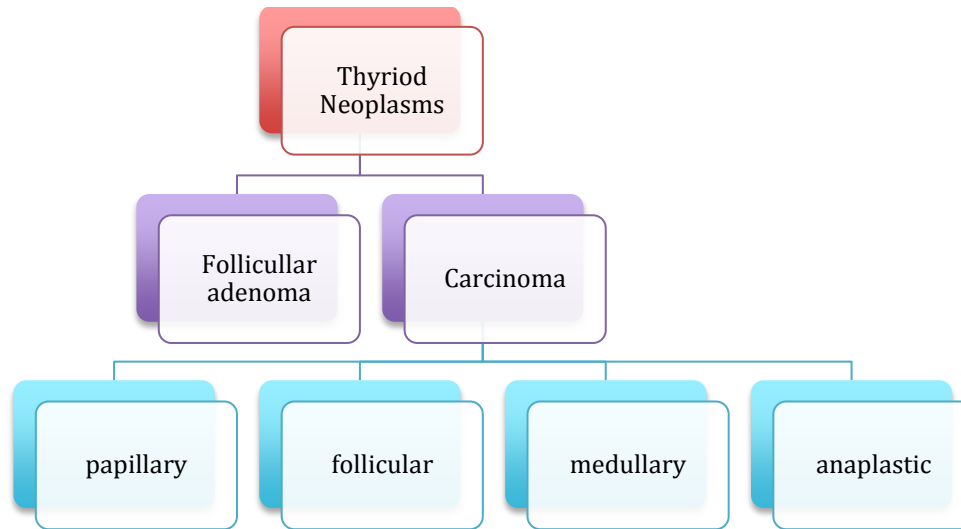 Thyriod
Neoplasms
Follicullar
adenoma
Carcinoma
papillary
follicular
medullary
anaplastic